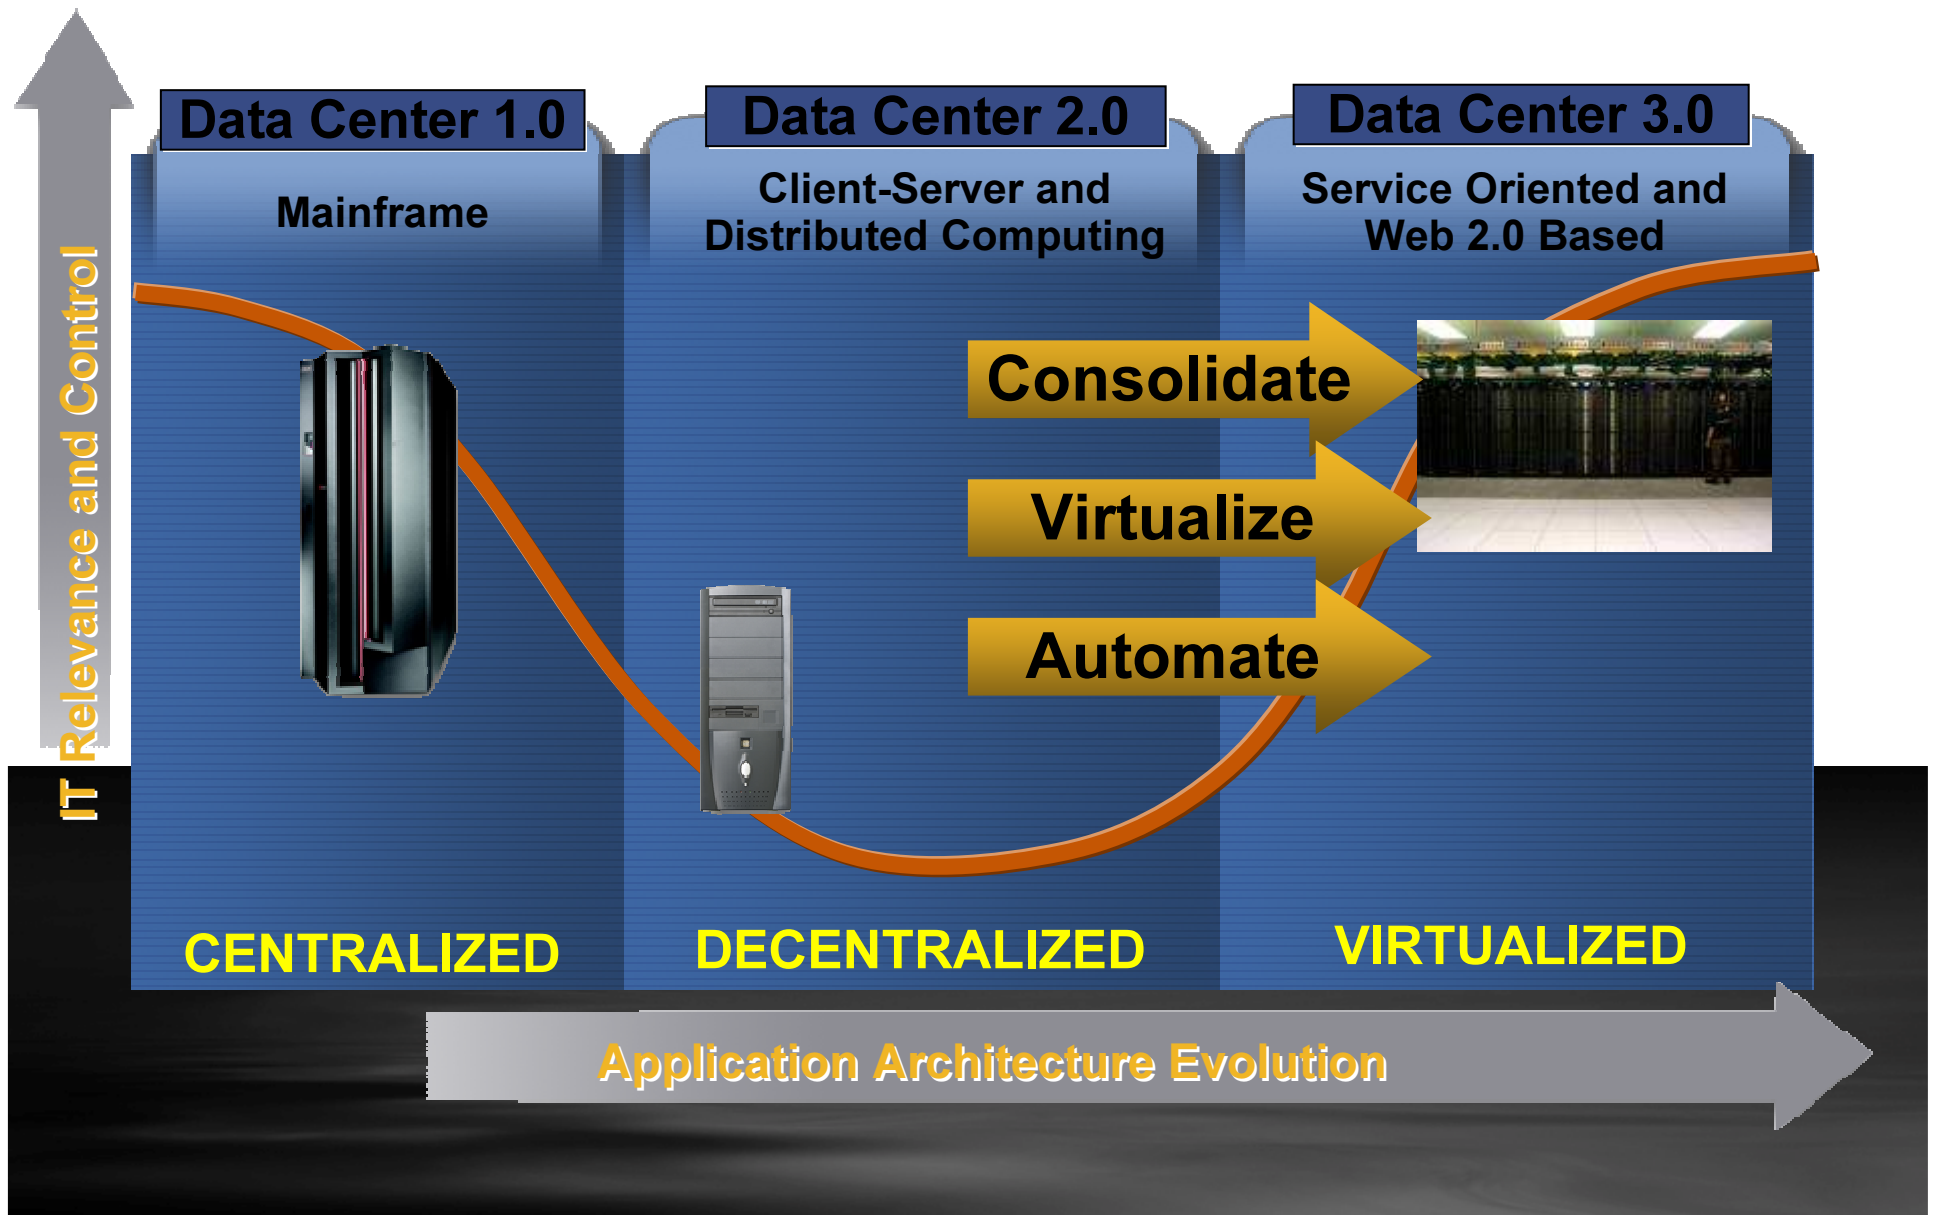 Data Center 1.0
Data Center 2.0
Data Center 3.0
Mainframe
Client-Server and
Distributed Computing
Service Oriented and
Web 2.0 Based
IT Relevance and Control
Consolidate
Virtualize
Automate
CENTRALIZED
DECENTRALIZED
VIRTUALIZED
Application Architecture Evolution